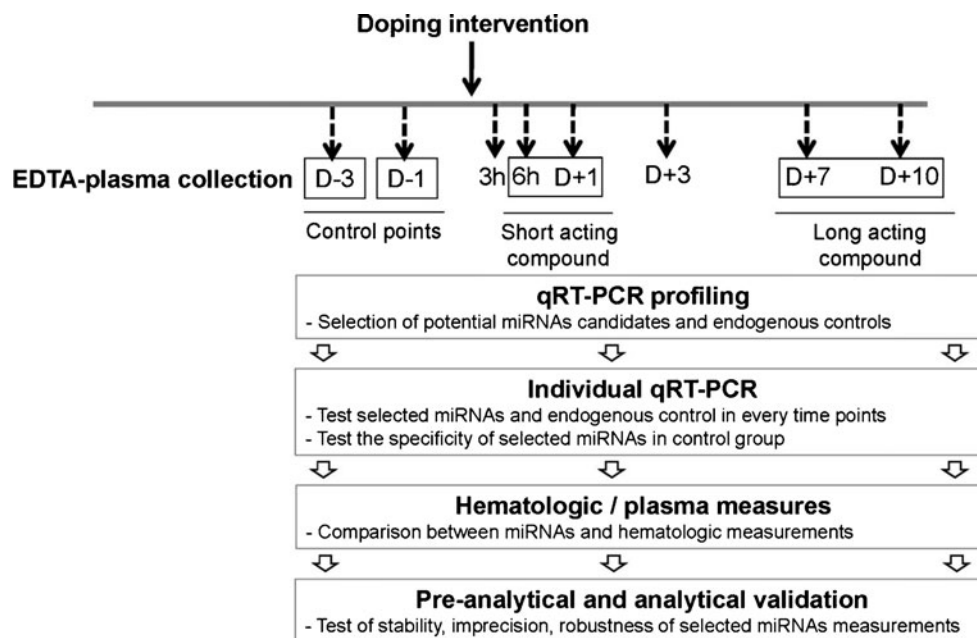 Doping intervention
EDTA-plasma collection D-3 D-1 3h 6h D+1 D+3 D+7 D+10
Control points Short acting compound Long acting compound
qRT-PCR profiling
- Selection of potential miRNAs candidates and endogenous controls
Individual qRT-PCR
- Test selected miRNAs and endogenous control in every time points
- Test the specificity of selected miRNAs in control group
Hematologic / plasma measures
- Comparison between miRNAs and hematologic measurements
Pre-analytical and analytical validation
- Test of stability, imprecision, robustness of selected miRNAs measurements